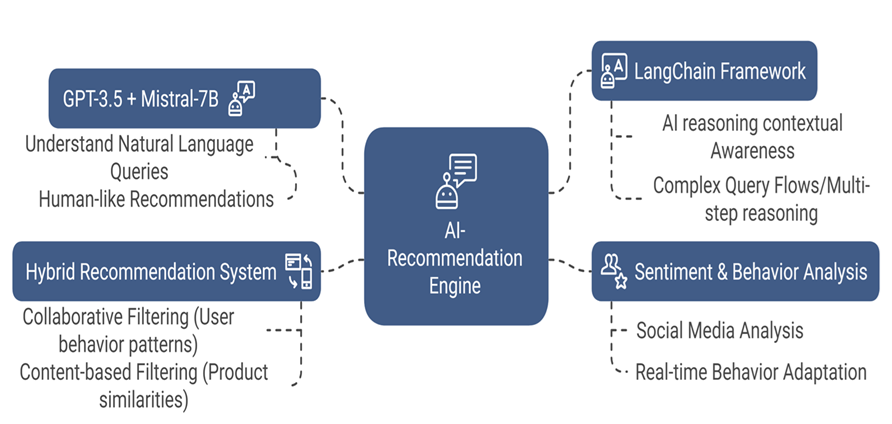 GPT-3.5 + Mistral-7B
Understand Natural Language
Queries
Human-like Recommendations
Hybrid Recommendation System
Collaborative Filtering (User
behavior patterns)
Content-based Filtering (Product
similarities)
AI-
Recommendation
Engine
LangChain Framework
AI reasoning contextual
Awareness
Complex Query Flows/Multi-
step reasoning
Sentiment & Behavior Analysis
Social Media Analysis
Real-time Behavior Adaptation